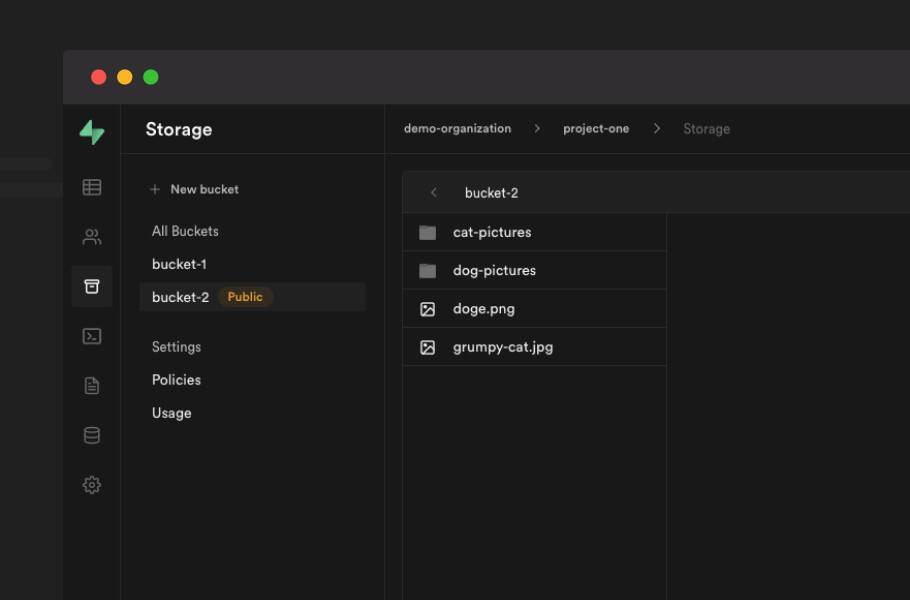 Storage
demo-organization > project-one > Storage
+ New bucket
All Buckets
bucket-1
bucket-2 Public
Settings
Policies
Usage
< bucket-2
cat-pictures
dog-pictures
doge.png
grumpy-cat.jpg